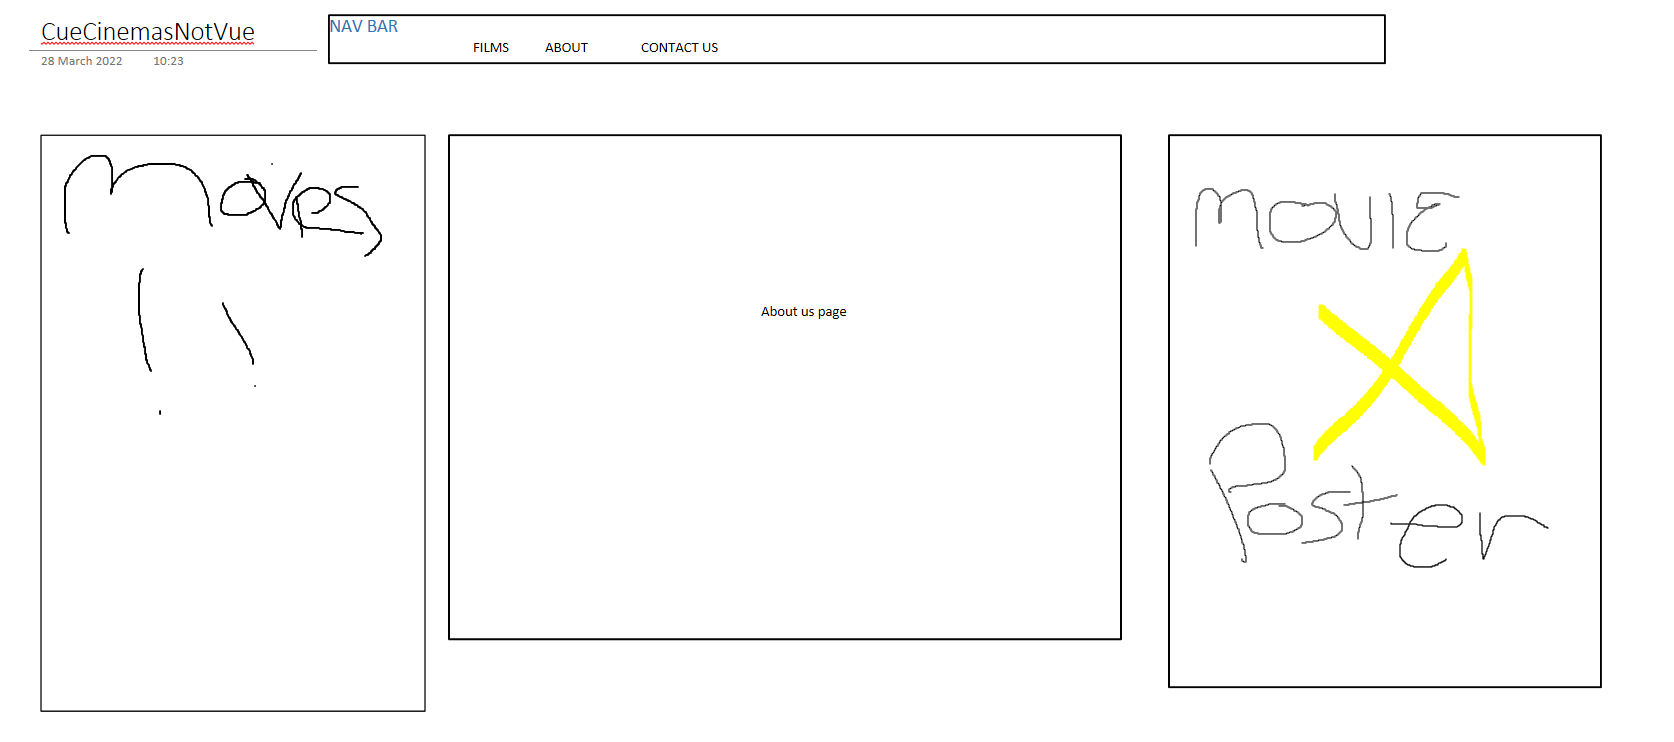 CueCinemasNotVue
28 March 2022 10:23
NAV BAR
FILMS ABOUT CONTACT US
Movies
!!
About us page
MOVIE
Poster